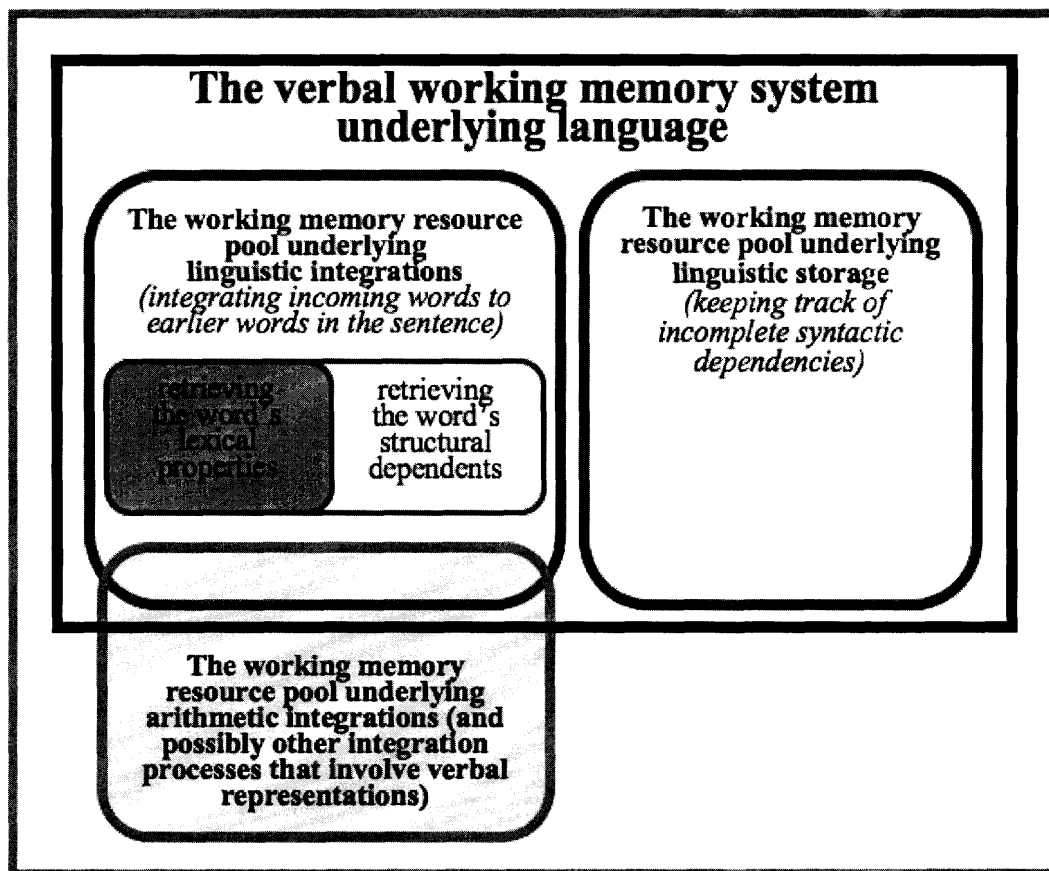 The verbal working memory system
underlying language
The working memory resource
pool underlying
linguistic integrations
(integrating incoming words to
earlier words in the sentence)
retrieving
the word's
lexical
properties
retrieving
the word's
structural
dependents
The working memory
resource pool underlying
linguistic storage
(keeping track of
incomplete syntactic
dependencies)
The working memory
resource pool underlying
arithmetic integrations (and
possibly other integration
processes that involve verbal
representations)